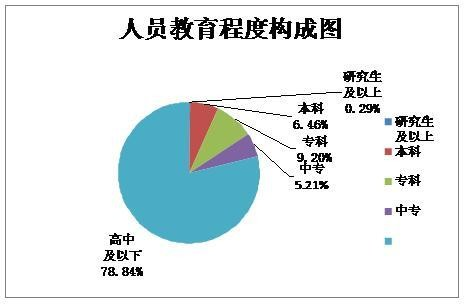 人员教育程度构成图
研究生
及以上
0.29%
本科
6.46%
专科
9.20%
中专
5.21%
高中
及以下
78.84%
研究生
及以上
本科
专科
中专